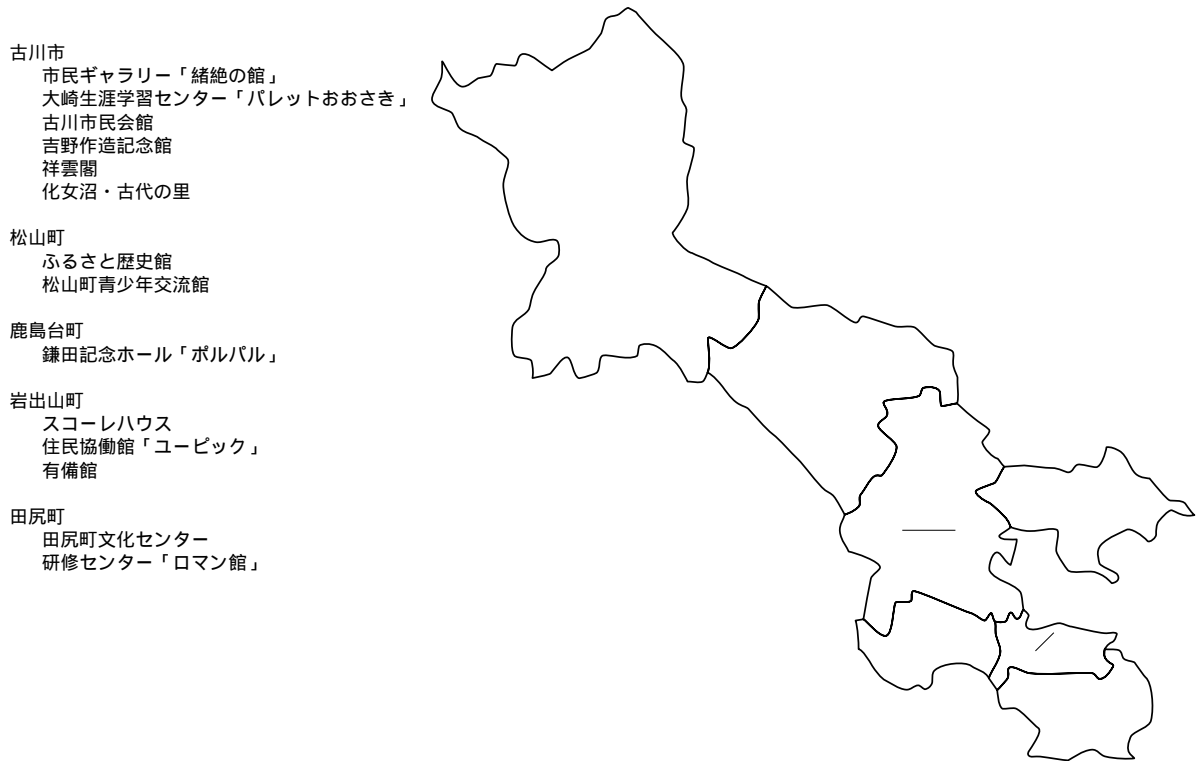 古川市
市民ギャラリー「緒絶の館」
大崎生涯学習センター「パレットおおさき」
古川市民会館
吉野作造記念館
祥雲閣
化女沼・古代の里
松山町
ふるさと歴史館
松山町青少年交流館
鹿島台町
鎌田記念ホール「ポルパル」
岩出山町
スコーレハウス
住民協働館「ユーピック」
有備館
田尻町
田尻町文化センター
研修センター「ロマン館」